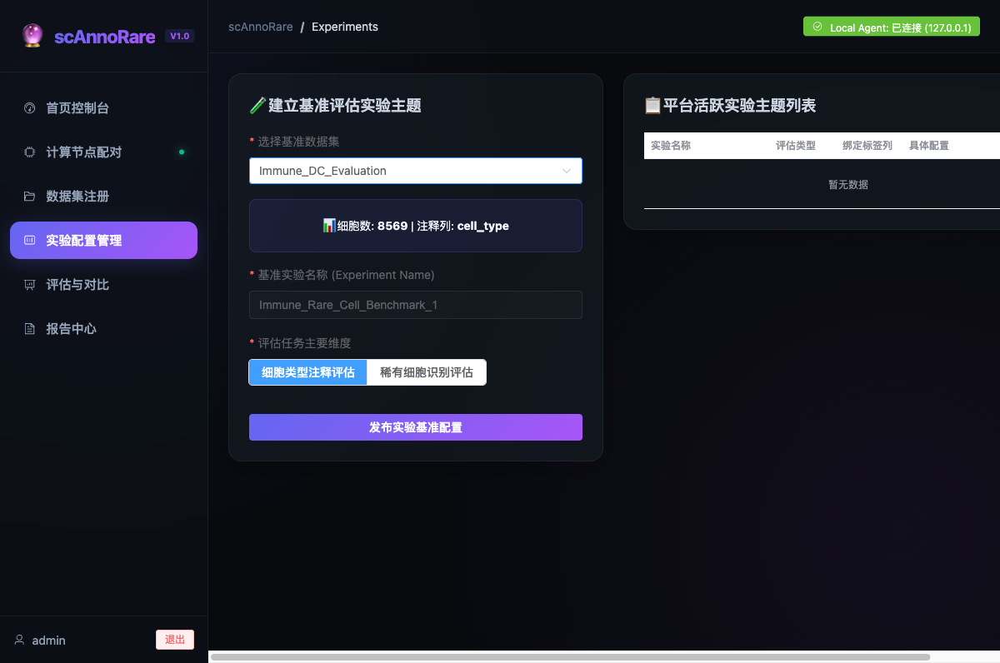 scAnnoRare V1.0
scAnnoRare / Experiments
Local Agent: 已连接 (127.0.0.1)
首页控制台
计算节点配对
数据集注册
实验配置管理
评估与对比
报告中心
admin
退出
建立基准评估实验主题
* 选择基准数据集
Immune_DC_Evaluation
细胞数: 8569 | 注释列: cell_type
* 基准实验名称 (Experiment Name)
Immune_Rare_Cell_Benchmark_1
* 评估任务主要维度
细胞类型注释评估 稀有细胞识别评估
发布实验基准配置
平台活跃实验主题列表
实验名称 评估类型 绑定标签列 具体配置
暂无数据